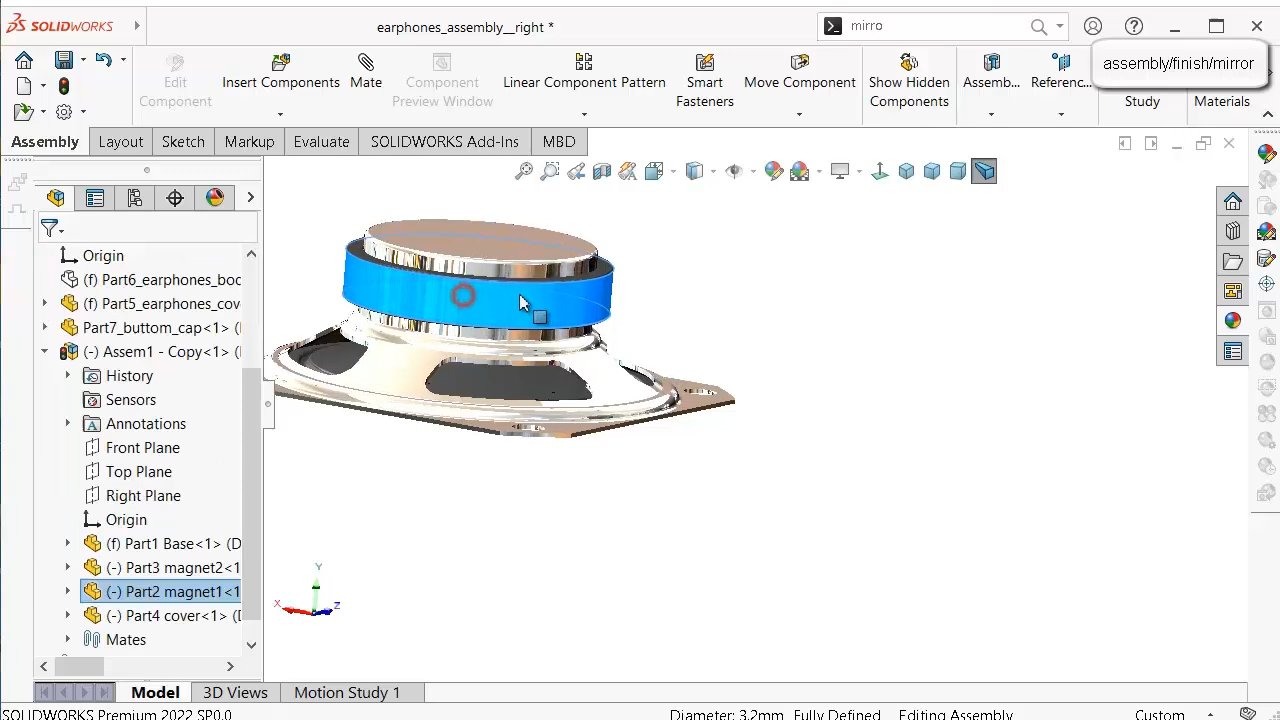 SOLIDWORKS
earphones_assembly__right *
mirro
assembly/finish/mirror
Edit Component
Insert Components
Mate
Component Preview Window
Linear Component Pattern
Smart Fasteners
Move Component
Show Hidden Components
Assemb...
Referenc...
Study
Materials
Assembly
Layout
Sketch
Markup
Evaluate
SOLIDWORKS Add-Ins
MBD
Origin
(f) Part6_earphones_boc
(f) Part5_earphones_cov
Part7_buttom_cap<1> (
(-) Assem1 - Copy<1> (
History
Sensors
Annotations
Front Plane
Top Plane
Right Plane
Origin
(f) Part1 Base<1> (D
(-) Part3 magnet2<1
(-) Part2 magnet1<1
(-) Part4 cover<1> (D
Mates
Y
X
Z
Model
3D Views
Motion Study 1
SOLIDWORKS Premium 2022 SP0.0
Diameter: 3.2mm
Fully Defined
Editing Assembly
Custom